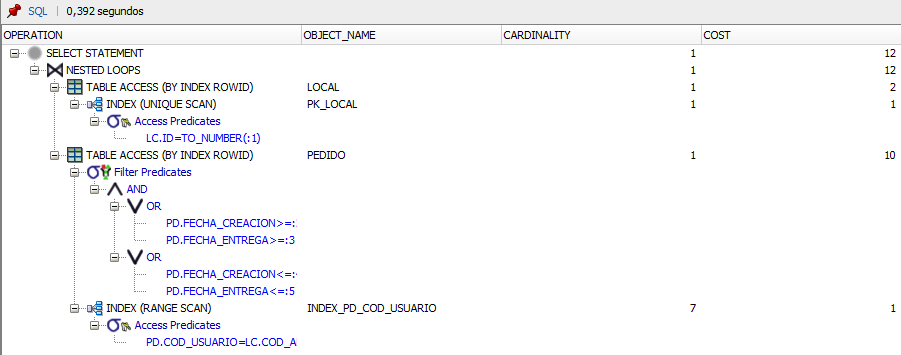 SQL | 0,392 segundos
OPERATION OBJECT_NAME CARDINALITY COST
SELECT STATEMENT 1 12
NESTED LOOPS 1 12
TABLE ACCESS (BY INDEX ROWID) LOCAL 1 2
INDEX (UNIQUE SCAN) PK_LOCAL 1 1
Access Predicates
LC.ID=TO_NUMBER(:1)
TABLE ACCESS (BY INDEX ROWID) PEDIDO 1 10
Filter Predicates
AND
OR
PD.FECHA_CREACION>=:
PD.FECHA_ENTREGA>=:3
OR
PD.FECHA_CREACION<=:
PD.FECHA_ENTREGA<=:5
INDEX (RANGE SCAN) INDEX_PD_COD_USUARIO 7 1
Access Predicates
PD.COD_USUARIO=LC.COD_A